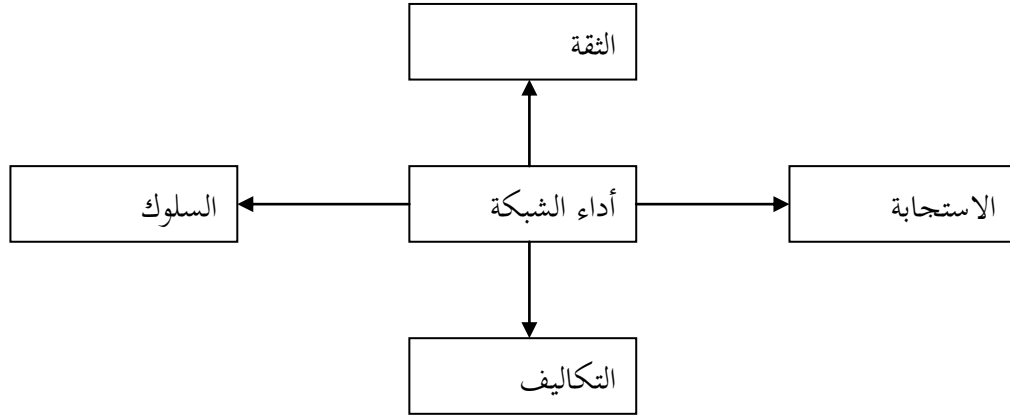 الثقة
الاستجابة
أداء الشبكة
السلوك
التكاليف